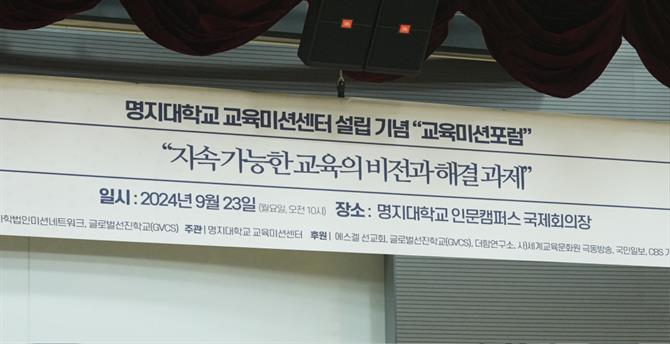 명지대학교 교육미션센터 설립 기념 “교육미션포럼”
“지속 가능한 교육의 비전과 해결 과제”
일시 : 2024년 9월 23일 (월요일, 오전 10시) 장소 : 명지대학교 인문캠퍼스 국제회의장
사학법인미션네트워크, 글로벌선진학교(GVCS) 주관 | 명지대학교 교육미션센터 후원 | 에스겔 선교회, 글로벌선진학교(GVCS), 더함연구소, 사)세계교육문화원 극동방송, 국민일보, CBS 기